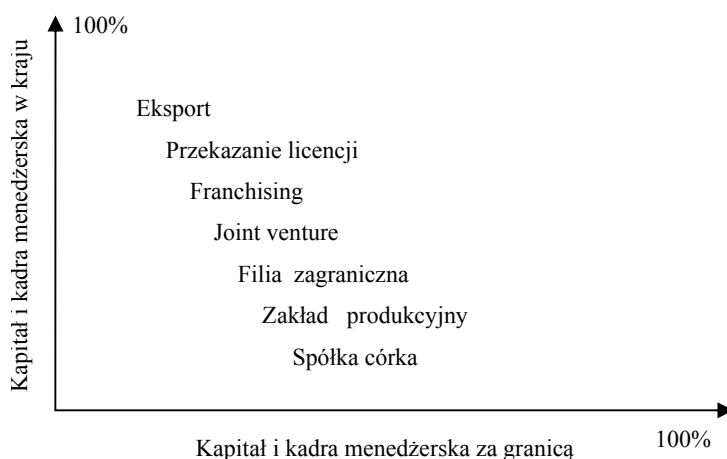 100%
Kapitał i kadra menedżerska w kraju
Eksport
Przekazanie licencji
Franchising
Joint venture
Filia zagraniczna
Zakład produkcyjny
Spółka córka
100%
Kapitał i kadra menedżerska za granicą